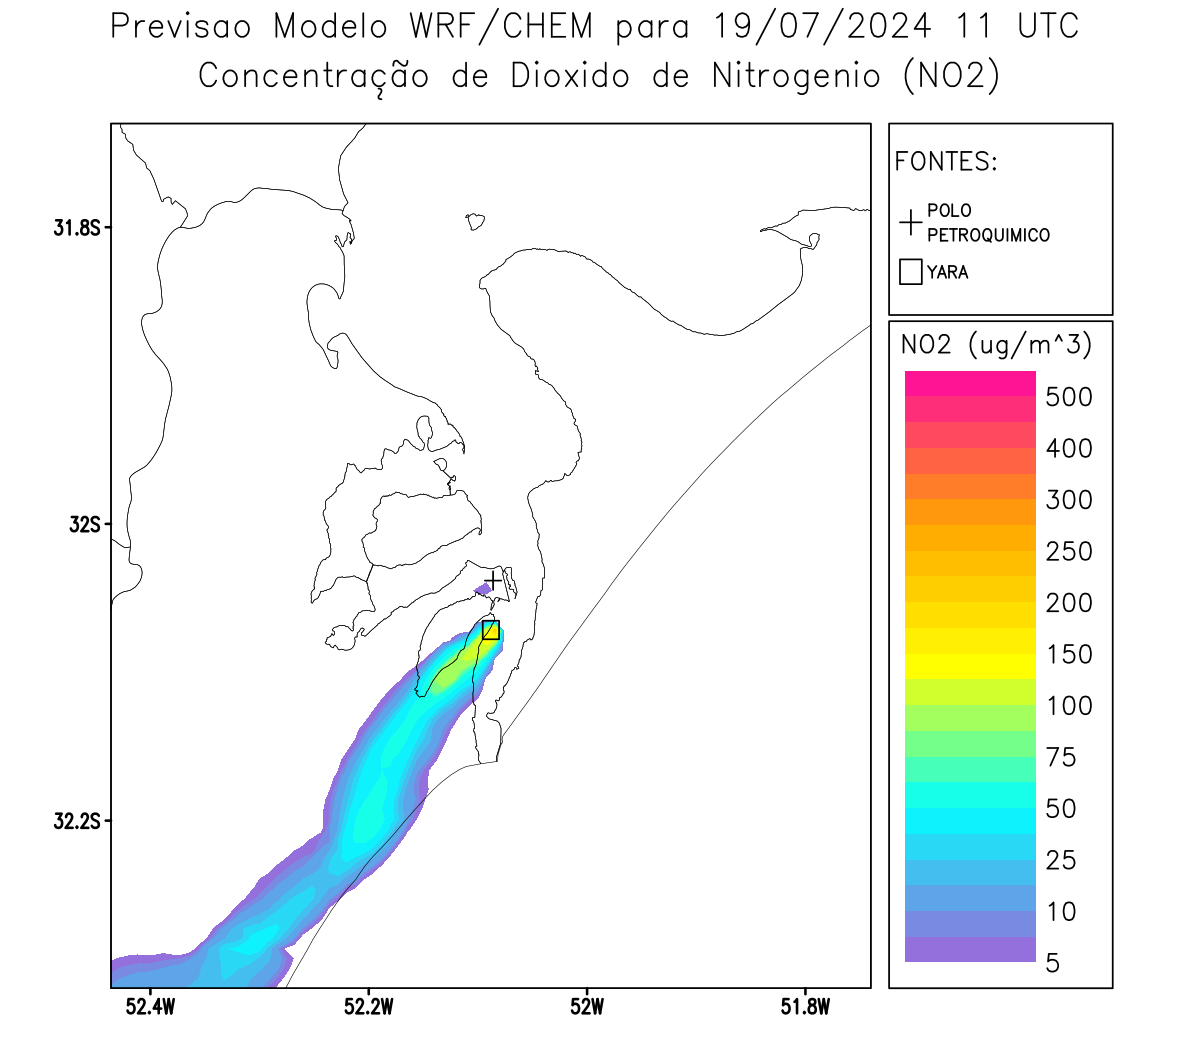 Previsao Modelo WRF/CHEM para 19/07/2024 11 UTC
Concentração de Dioxido de Nitrogenio (NO2)
FONTES:
POLO
PETROQUIMICO
YARA
NO2 (ug/m^3)
500
400
300
250
200
150
100
75
50
25
10
5
31.8S
32S
32.2S
52.4W
52.2W
52W
51.8W